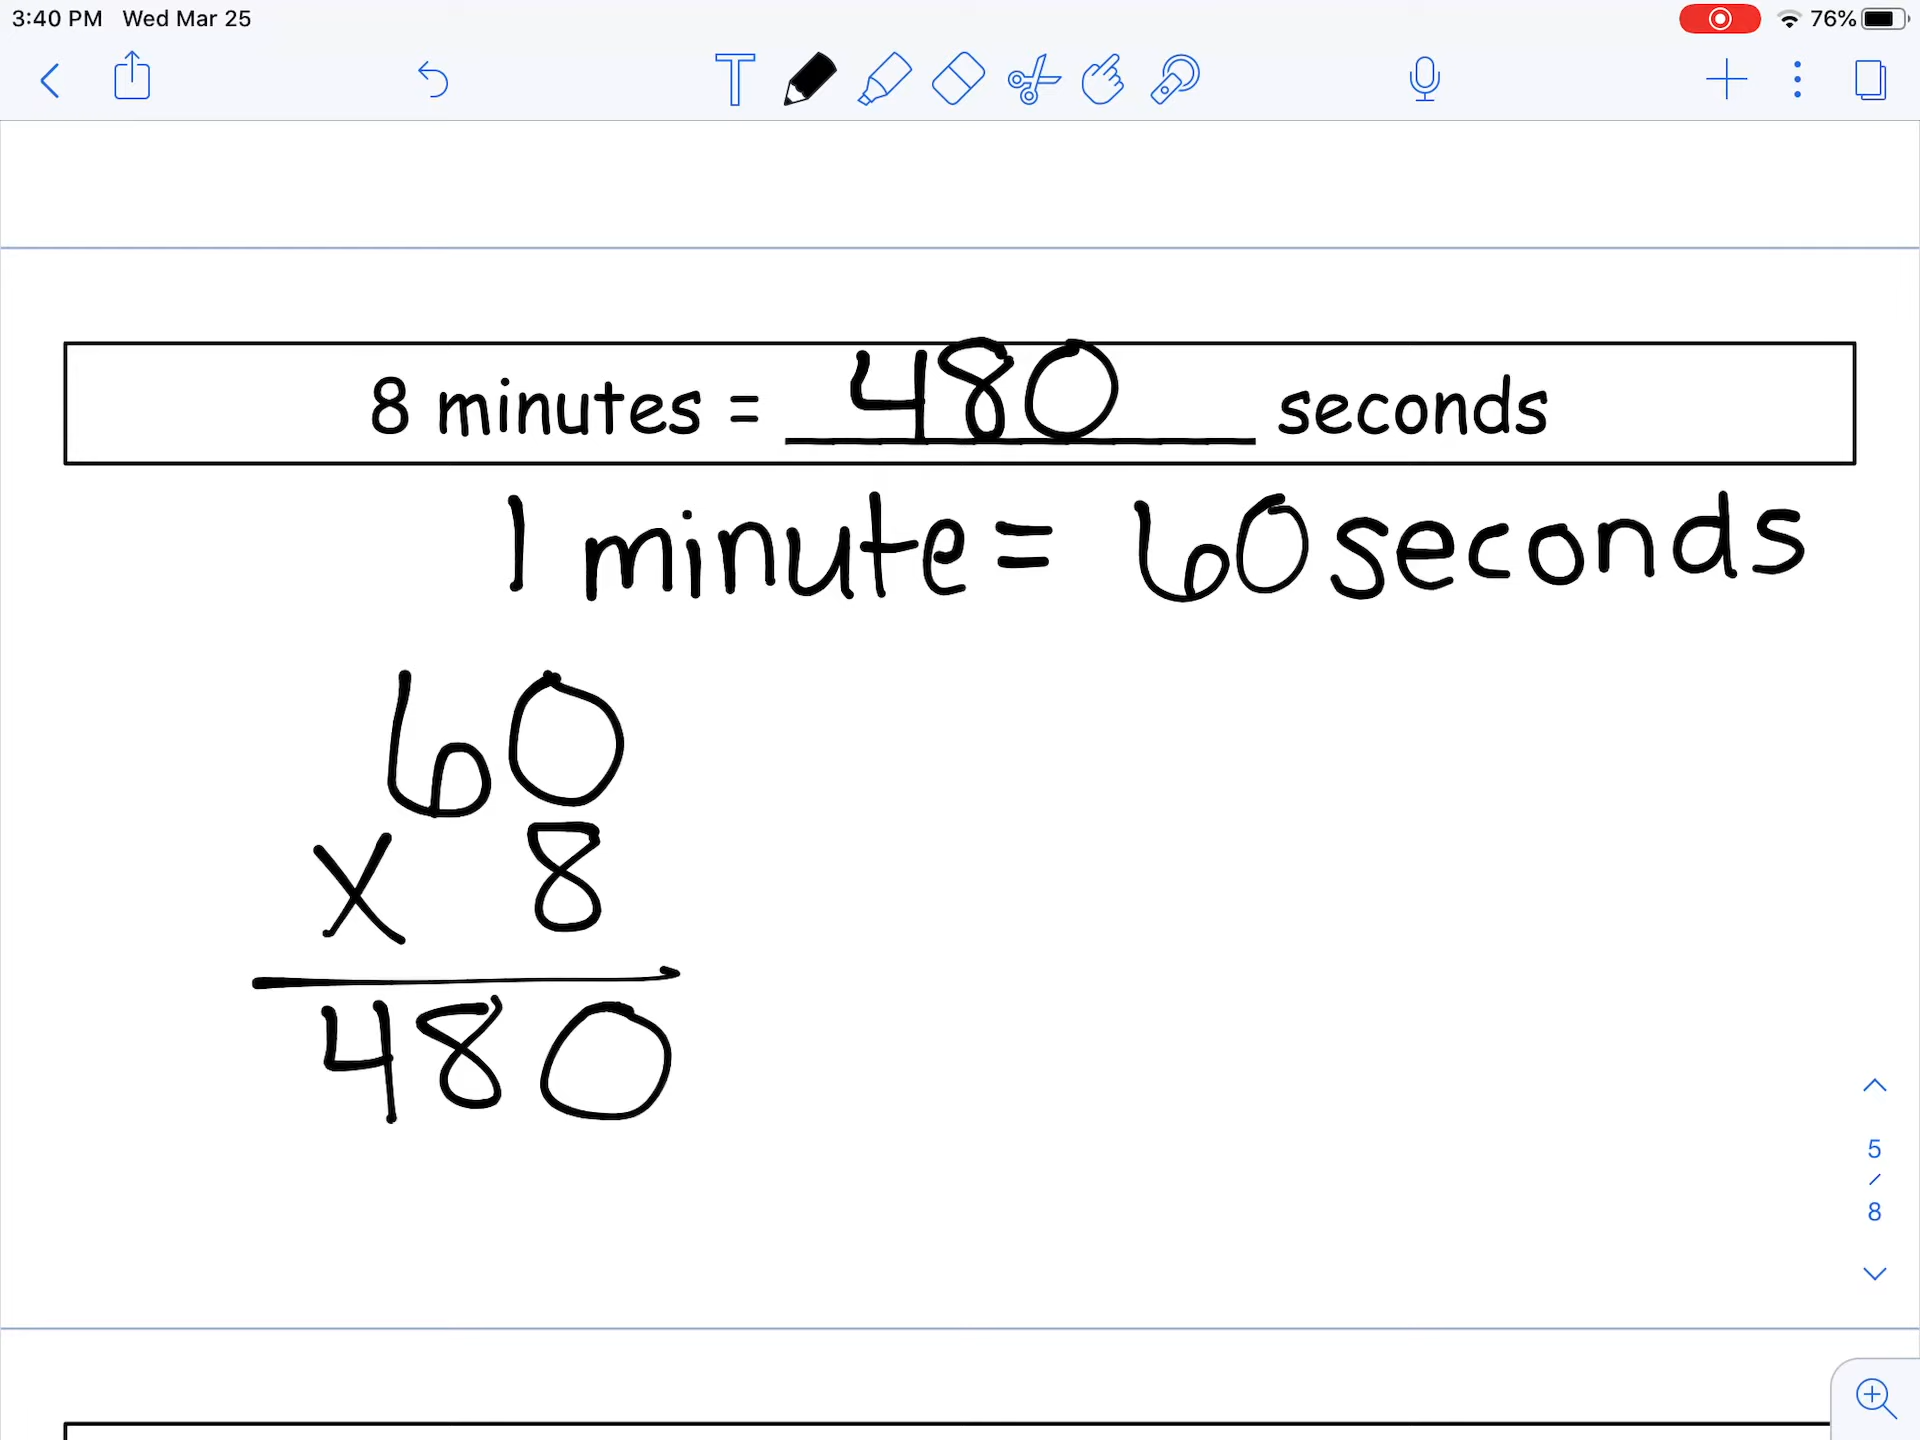 3:40 PM Wed Mar 25 76%
T
8 minutes = 480 seconds
1 minute = 60 seconds
60
x 8
480
5
/
8